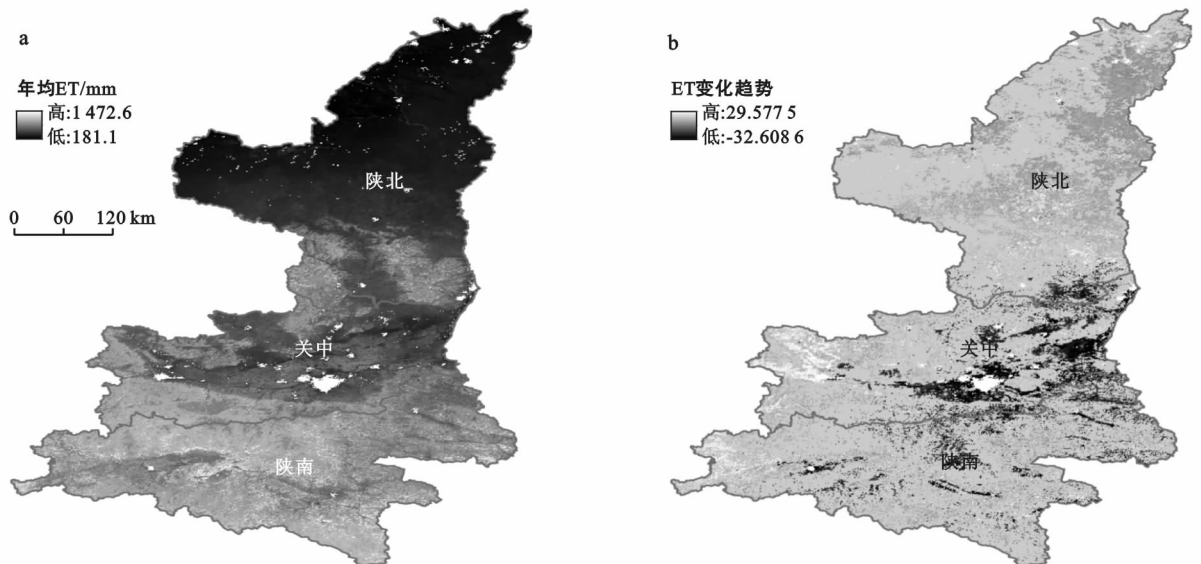 a
年均ET/mm
高:1 472.6
低:181.1
0 60 120 km
陕北
关中
陕南
b
ET变化趋势
高:29.577 5
低:-32.608 6
陕北
关中
陕南